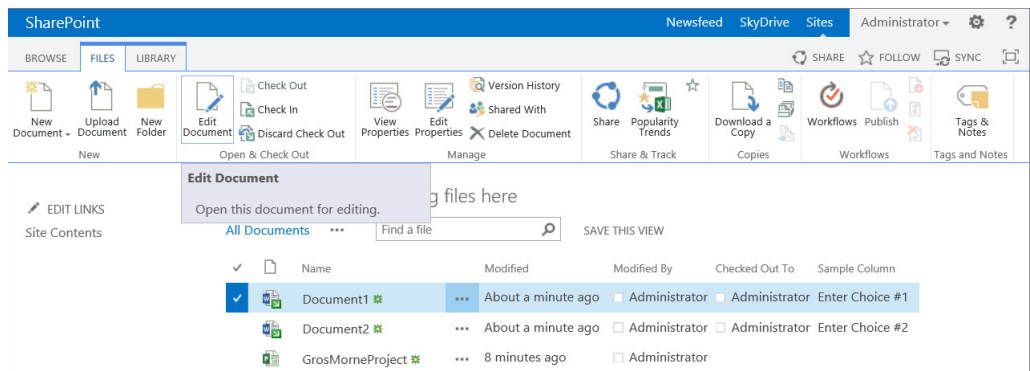 SharePoint Newsfeed SkyDrive Sites Administrator ?
BROWSE FILES LIBRARY SHARE FOLLOW SYNC
New Document Upload Document New Folder
New
Edit Document Check Out Check In Discard Check Out
Open & Check Out
View Properties Edit Properties Version History Shared With Delete Document
Manage
Share Popularity Trends
Share & Track
Download a Copy
Copies
Workflows Publish
Workflows
Tags & Notes
Tags and Notes
Edit Document
Open this document for editing.
files here
EDIT LINKS
Site Contents
All Documents ••• Find a file SAVE THIS VIEW
Name Modified Modified By Checked Out To Sample Column
Document1 ••• About a minute ago Administrator Administrator Enter Choice #1
Document2 ••• About a minute ago Administrator Administrator Enter Choice #2
GrosMorneProject ••• 8 minutes ago Administrator